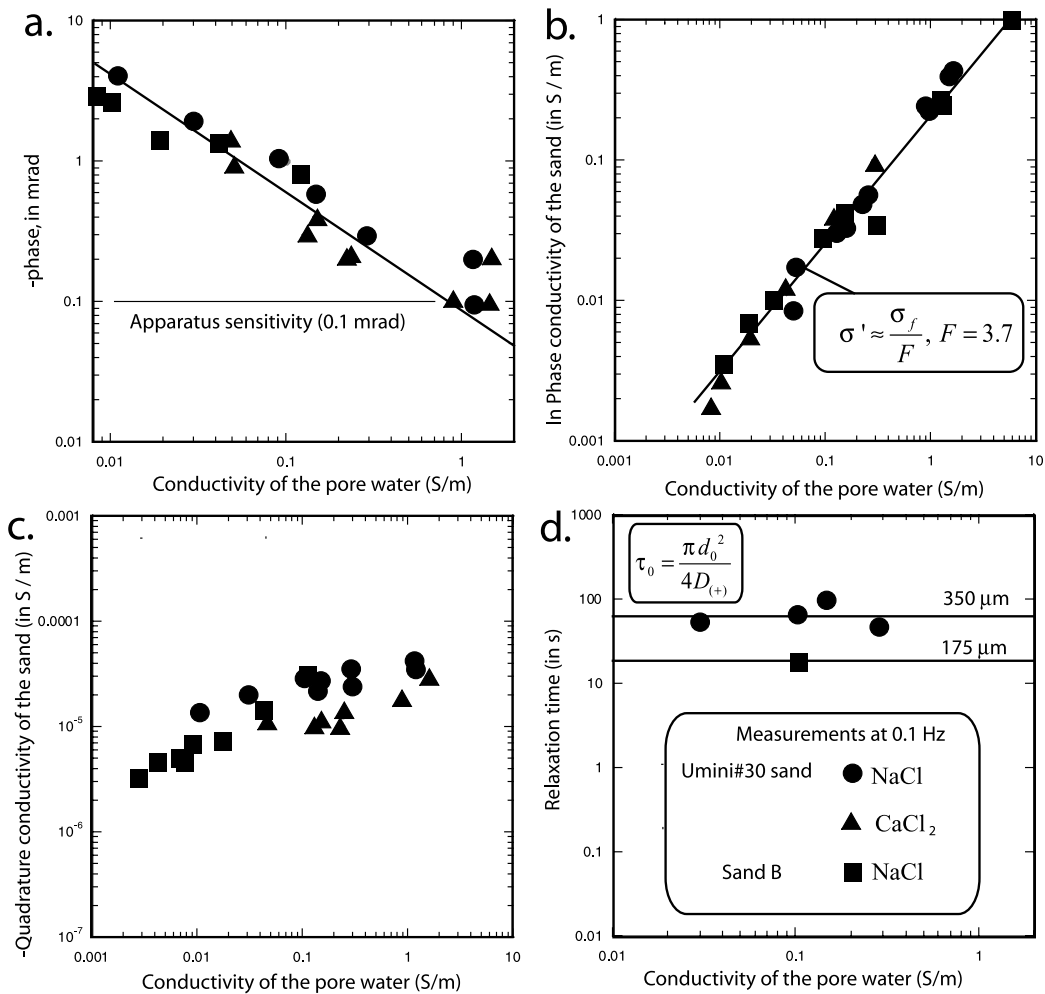 a.
10
1
0.1
0.01
-phase, in mrad
Apparatus sensitivity (0.1 mrad)
0.01
0.1
1
Conductivity of the pore water (S/m)
b.
1
0.1
0.01
0.001
In Phase conductivity of the sand (in S / m)
σ ' ≈ σ_f / F , F = 3.7
0.001
0.01
0.1
1
10
Conductivity of the pore water (S/m)
c.
0.001
0.0001
10⁻⁵
10⁻⁶
10⁻⁷
-Quadrature conductivity of the sand (in S / m)
0.001
0.01
0.1
1
10
Conductivity of the pore water (S/m)
d.
1000
100
10
1
0.1
0.01
Relaxation time (in s)
τ₀ = π d₀² / 4D₍₊₎
350 μm
175 μm
Measurements at 0.1 Hz
Umini#30 sand
NaCl
CaCl₂
Sand B
NaCl
0.01
0.1
1
Conductivity of the pore water (S/m)